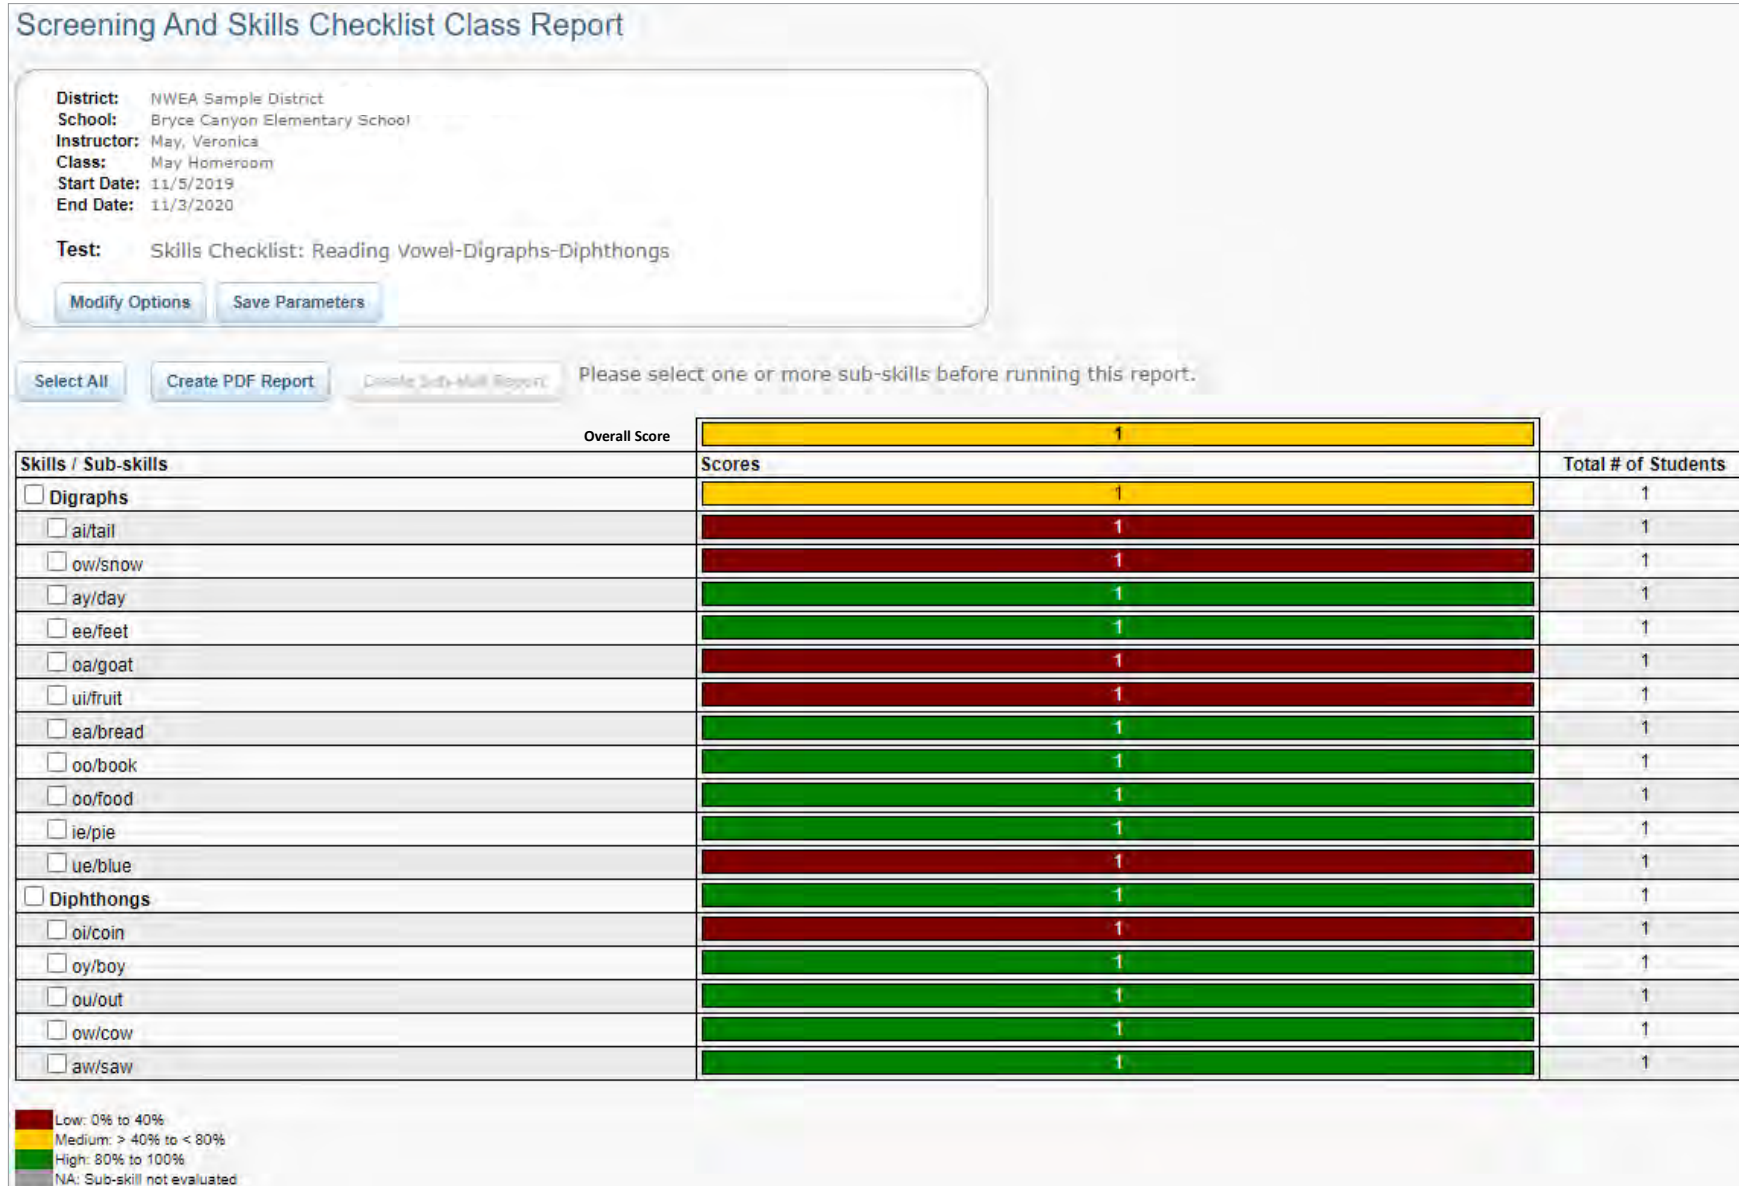 Screening And Skills Checklist Class Report
District: NWEA Sample District
School: Bryce Canyon Elementary School
Instructor: May, Veronica
Class: May Homeroom
Start Date: 11/5/2019
End Date: 11/3/2020
Test: Skills Checklist: Reading Vowel-Digraphs-Diphthongs
Modify Options Save Parameters
Select All Create PDF Report Create Sub-skill Report Please select one or more sub-skills before running this report.
Overall Score 1
Skills / Sub-skills Scores Total # of Students
Digraphs 1 1
ai/tail 1 1
ow/snow 1 1
ay/day 1 1
ee/feet 1 1
oa/goat 1 1
ui/fruit 1 1
ea/bread 1 1
oo/book 1 1
oo/food 1 1
ie/pie 1 1
ue/blue 1 1
Diphthongs 1 1
oi/coin 1 1
oy/boy 1 1
ou/out 1 1
ow/cow 1 1
aw/saw 1 1
Low: 0% to 40%
Medium: > 40% to < 80%
High: 80% to 100%
NA: Sub-skill not evaluated